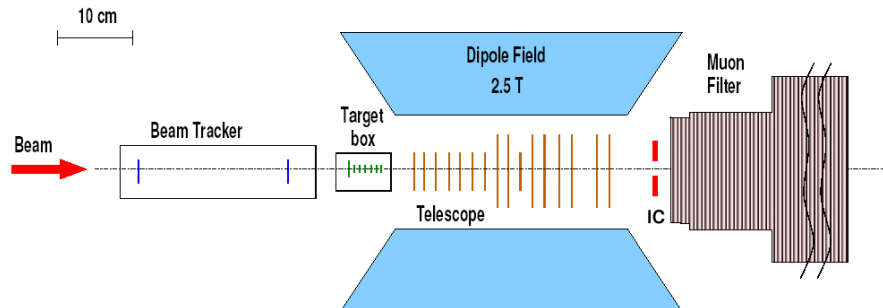 10 cm
Dipole Field
2.5 T
Muon
Filter
Target
box
Beam Tracker
Beam
Telescope
IC